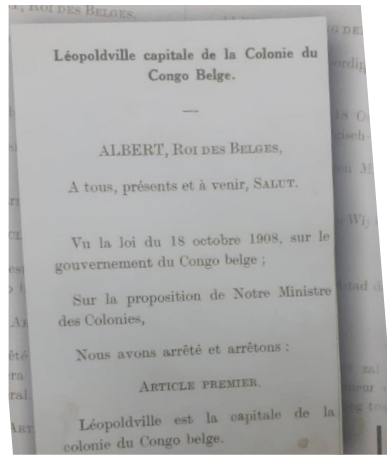 Léopoldville capitale de la Colonie du
Congo Belge.
ALBERT, ROI DES BELGES,
A tous, présents et à venir, SALUT.
Vu la loi du 18 octobre 1908, sur le
gouvernement du Congo belge ;
Sur la proposition de Notre Ministre
des Colonies,
Nous avons arrêté et arrêtons :
ARTICLE PREMIER.
Léopoldville est la capitale de la
colonie du Congo belge.